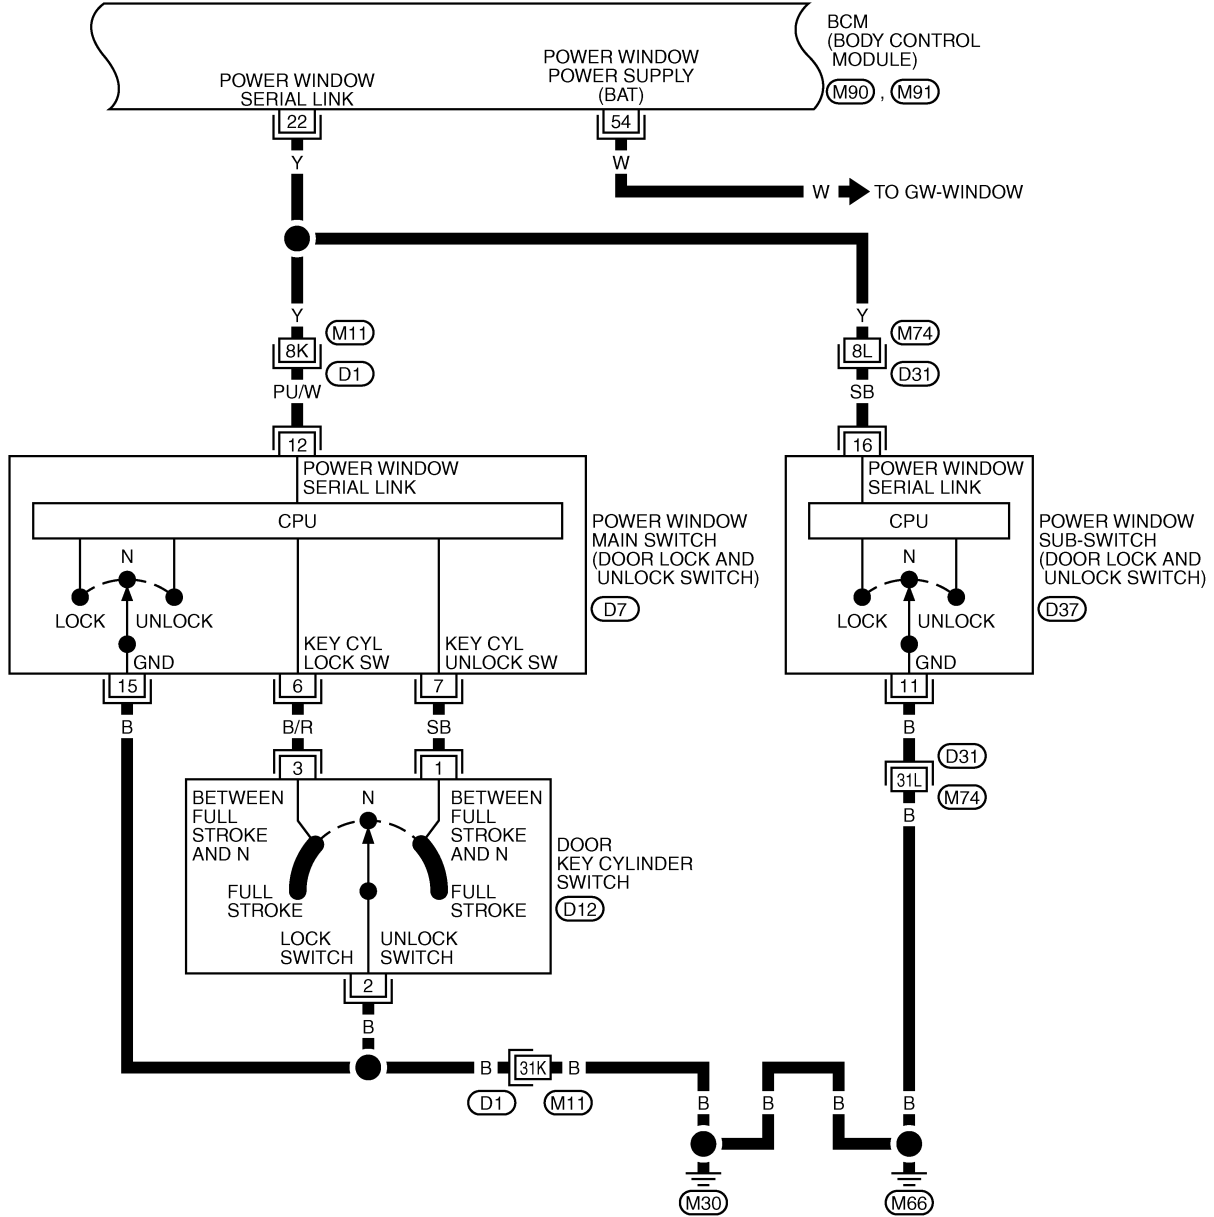 BCM
(BODY CONTROL
MODULE)
M90 , M91
POWER WINDOW
SERIAL LINK
POWER WINDOW
POWER SUPPLY
(BAT)
22
54
Y
W
W
TO GW-WINDOW
Y
Y
M11
M74
8K
8L
D1
D31
PU/W
SB
12
16
POWER WINDOW
SERIAL LINK
CPU
N
LOCK
UNLOCK
GND
KEY CYL
LOCK SW
KEY CYL
UNLOCK SW
POWER WINDOW
MAIN SWITCH
(DOOR LOCK AND
UNLOCK SWITCH)
D7
POWER WINDOW
SERIAL LINK
CPU
N
LOCK
UNLOCK
GND
POWER WINDOW
SUB-SWITCH
(DOOR LOCK AND
UNLOCK SWITCH)
D37
15
6
7
11
B
B/R
SB
B
3
1
D31
31L
M74
B
BETWEEN
FULL
STROKE
AND N
N
BETWEEN
FULL
STROKE
AND N
FULL
STROKE
FULL
STROKE
LOCK
SWITCH
UNLOCK
SWITCH
DOOR
KEY CYLINDER
SWITCH
D12
2
B
B
31K
B
D1
M11
B
B
B
B
M30
M66